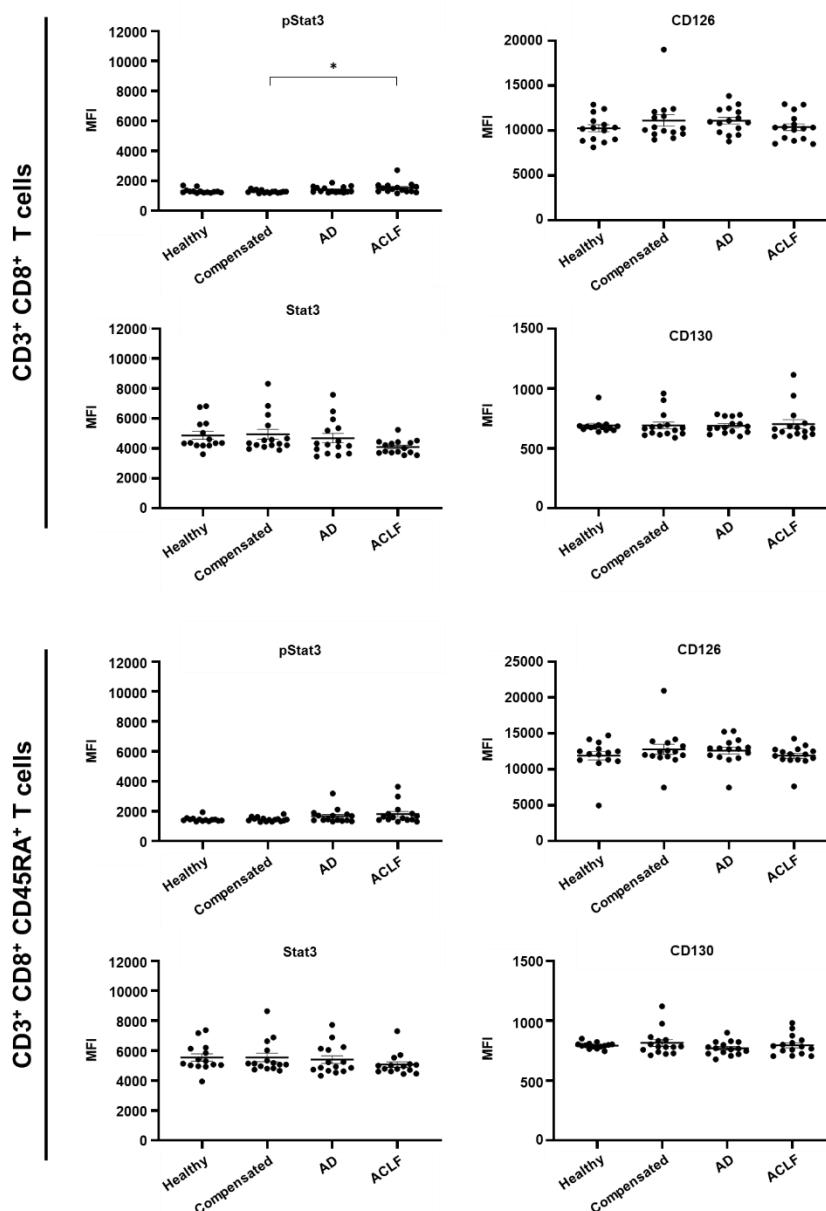 CD3⁺ CD8⁺ T cells
pStat3
MFI
12000
10000
8000
6000
4000
2000
0
*
Healthy
Compensated
AD
ACLF
CD126
MFI
20000
15000
10000
5000
0
Healthy
Compensated
AD
ACLF
Stat3
MFI
12000
10000
8000
6000
4000
2000
0
Healthy
Compensated
AD
ACLF
CD130
MFI
1500
1000
500
0
Healthy
Compensated
AD
ACLF
CD3⁺ CD8⁺ CD45RA⁺ T cells
pStat3
MFI
12000
10000
8000
6000
4000
2000
0
Healthy
Compensated
AD
ACLF
CD126
MFI
25000
20000
15000
10000
5000
0
Healthy
Compensated
AD
ACLF
Stat3
MFI
12000
10000
8000
6000
4000
2000
0
Healthy
Compensated
AD
ACLF
CD130
MFI
1500
1000
500
0
Healthy
Compensated
AD
ACLF